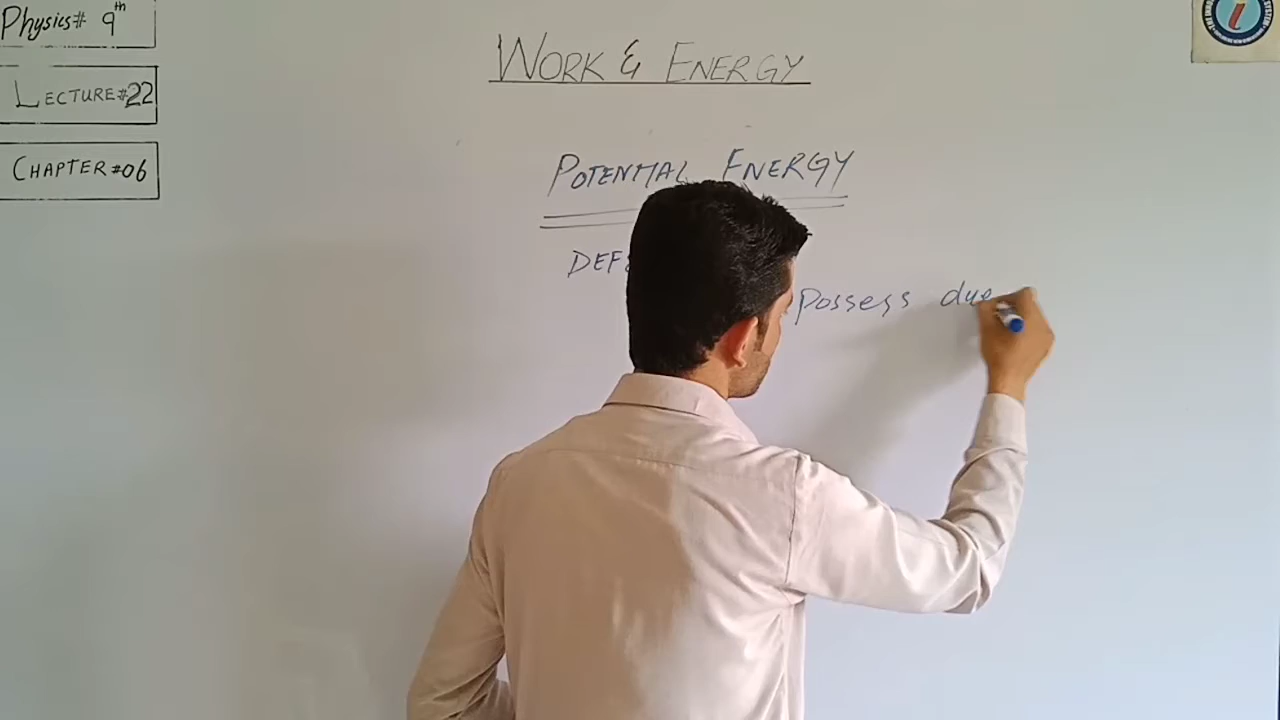 Physics# 9th
LECTURE#22
CHAPTER#06
WORK & ENERGY
POTENTIAL ENERGY
DEF
possess due